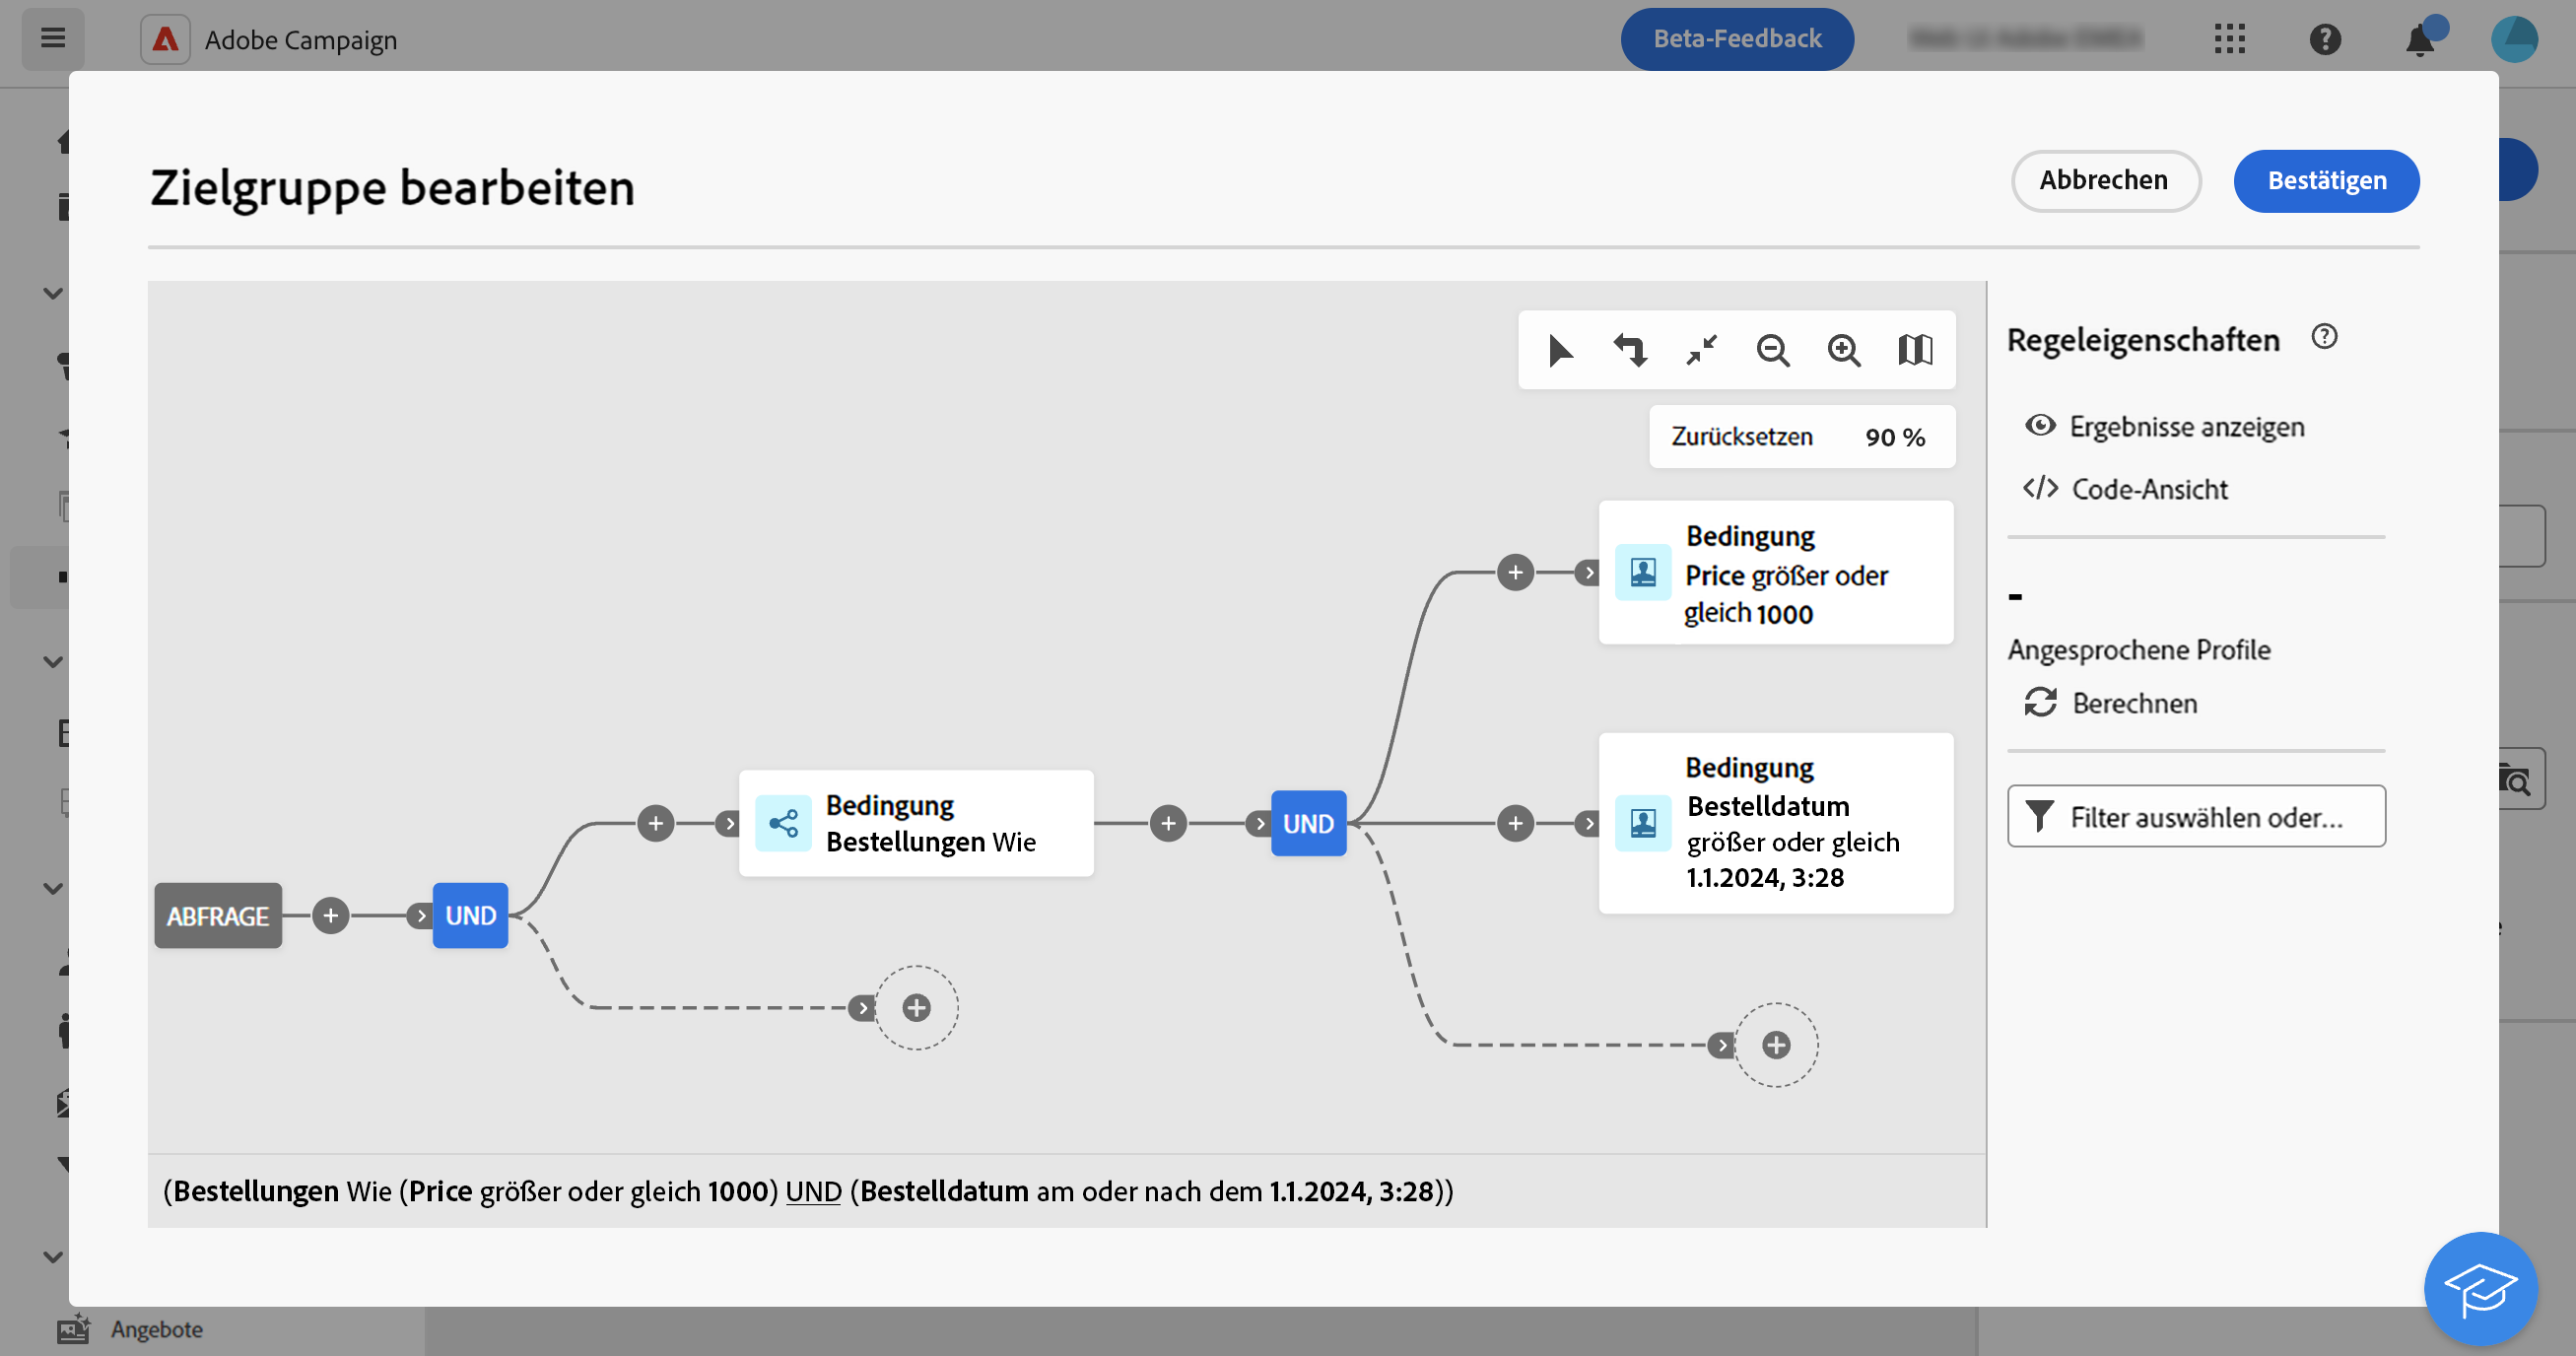 Adobe Campaign
Beta-Feedback
Zielgruppe bearbeiten
Abbrechen
Bestätigen
Zurücksetzen 90 %
Bedingung
Price größer oder
gleich 1000
Bedingung
Bestelldatum
größer oder gleich
1.1.2024, 3:28
Bedingung
Bestellungen Wie
UND
ABFRAGE
UND
(Bestellungen Wie (Price größer oder gleich 1000) UND (Bestelldatum am oder nach dem 1.1.2024, 3:28))
Regeleigenschaften
Ergebnisse anzeigen
Code-Ansicht
-
Angesprochene Profile
Berechnen
Filter auswählen oder...
Angebote